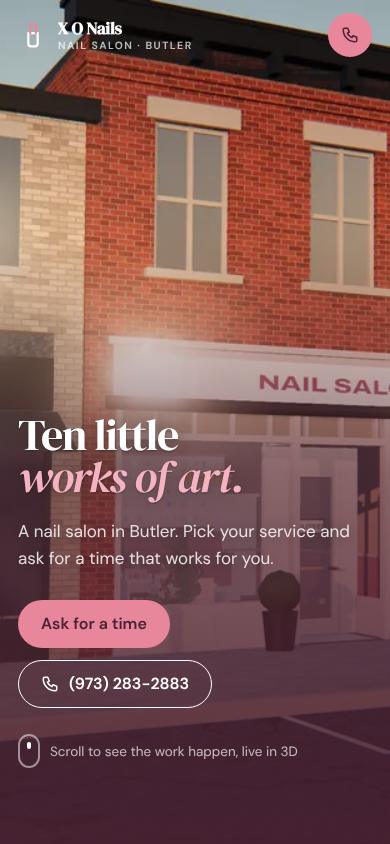 X O Nails
NAIL SALON · BUTLER
NAIL SAL
Ten little
works of art.
A nail salon in Butler. Pick your service and
ask for a time that works for you.
Ask for a time
(973) 283-2883
Scroll to see the work happen, live in 3D